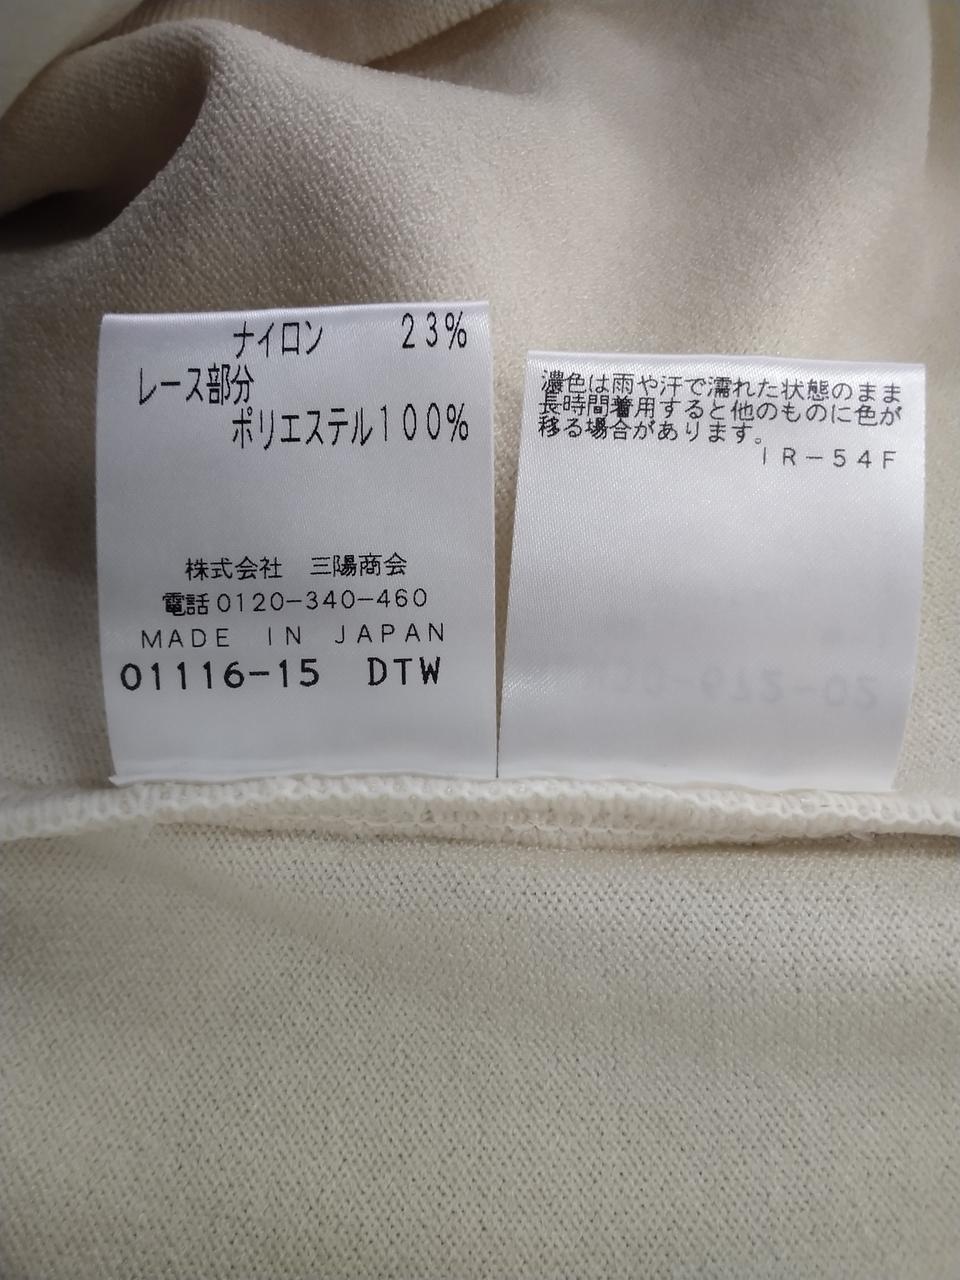 ナイロン 23%
レース部分
ポリエステル100%
株式会社 三陽商会
電話0120-340-460
MADE IN JAPAN
01116-15 DTW
濃色は雨や汗で濡れた状態のまま
長時間着用すると他のものに色が
移る場合があります。
IR-54F